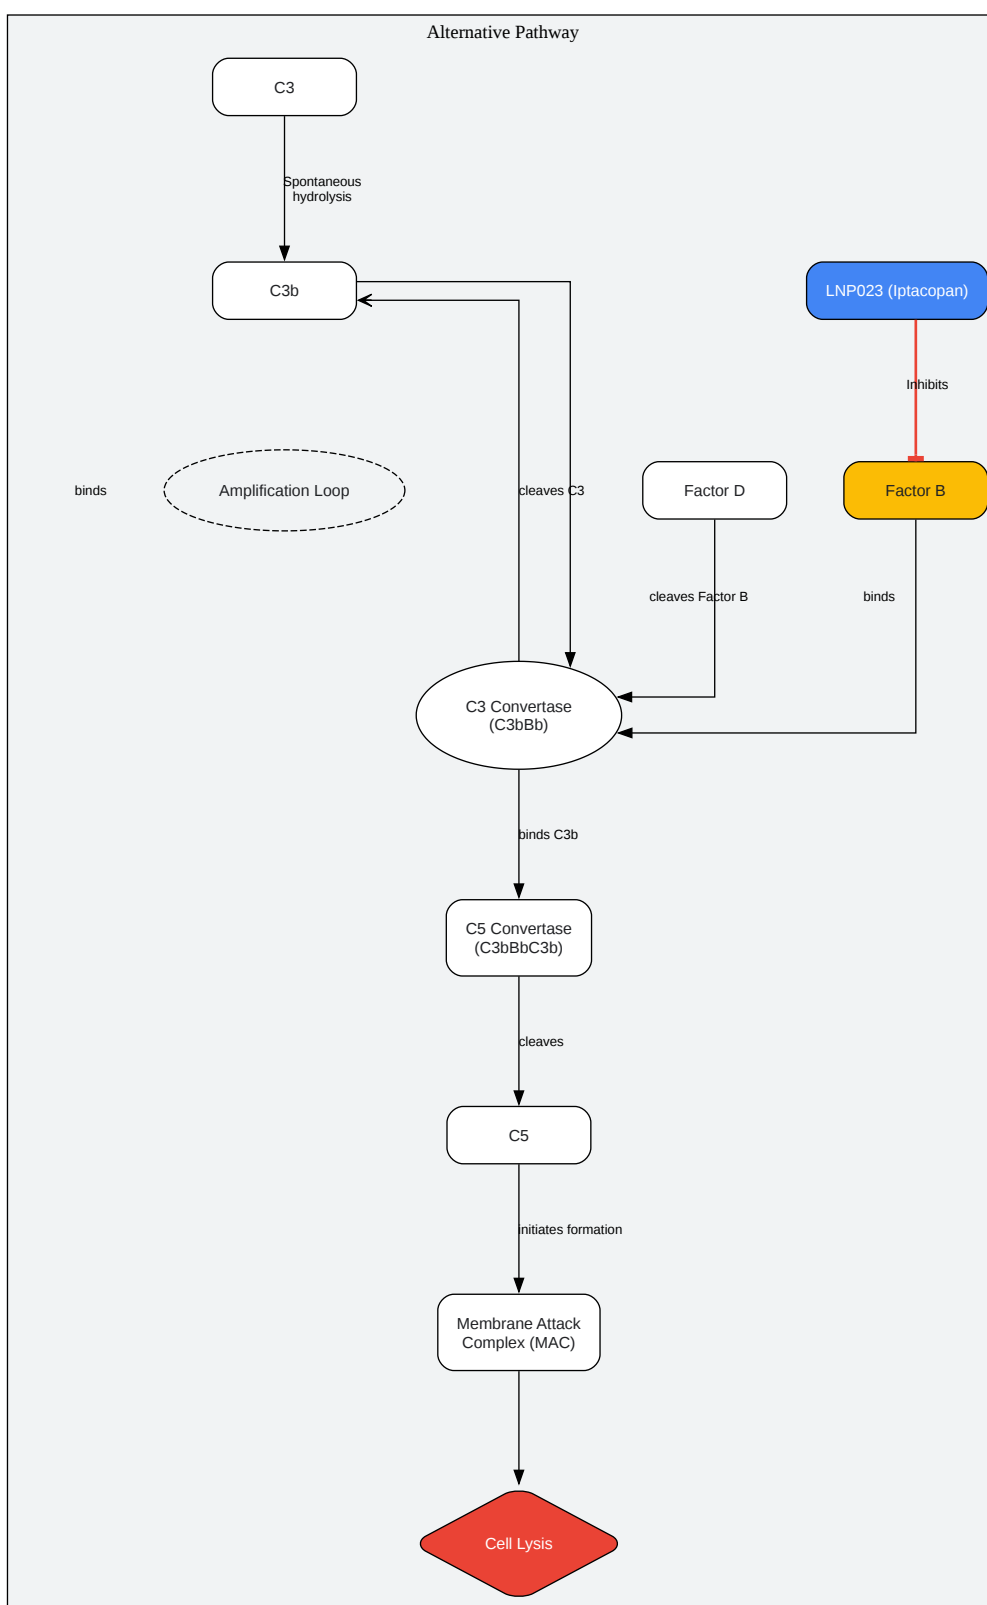 Alternative Pathway
C3
Spontaneous
hydrolysis
C3b
LNP023 (Iptacopan)
Inhibits
binds
Amplification Loop
cleaves C3
Factor D
Factor B
cleaves Factor B
binds
C3 Convertase
(C3bBb)
binds C3b
C5 Convertase
(C3bBbC3b)
cleaves
C5
initiates formation
Membrane Attack
Complex (MAC)
Cell Lysis